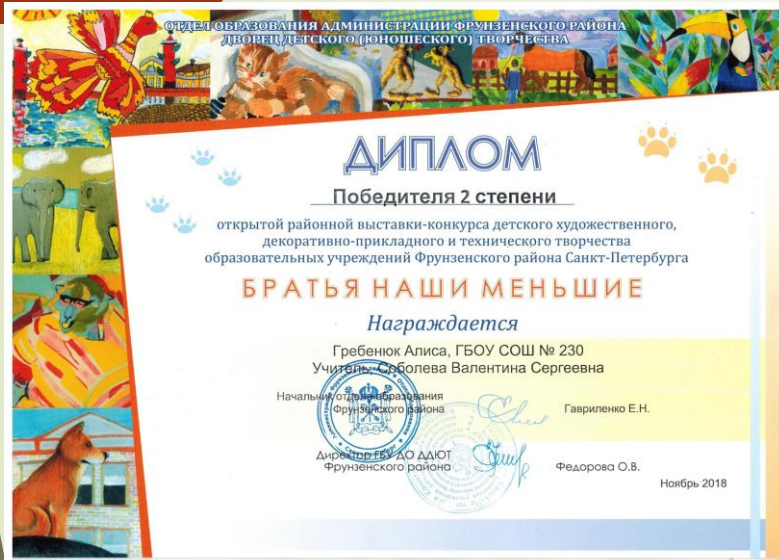 ОТДЕЛ ОБРАЗОВАНИЯ АДМИНИСТРАЦИИ ФРУНЗЕНСКОГО РАЙОНА
ДВОРЕЦ ДЕТСКОГО (ЮНОШЕСКОГО) ТВОРЧЕСТВА
ДИПЛОМ
Победителя 2 степени
открытой районной выставки-конкурса детского художественного,
декоративно-прикладного и технического творчества
образовательных учреждений Фрунзенского района Санкт-Петербурга
БРАТЬЯ НАШИ МЕНЬШИЕ
Награждается
Гребенюк Алиса, ГБОУ СОШ № 230
Учитель: Соболева Валентина Сергеевна
Начальник отдела образования
Фрунзенского района
Гавриленко Е.Н.
Директор ГБУ ДО ДДЮТ
Фрунзенского района
Федорова О.В.
Ноябрь 2018